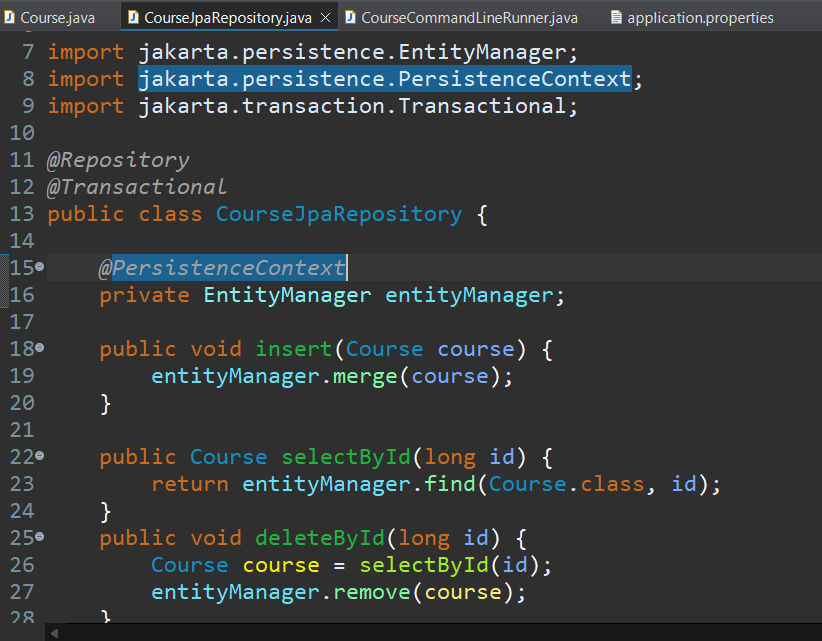 Course.java CourseJpaRepository.java CourseCommandLineRunner.java application.properties
7 import jakarta.persistence.EntityManager;
8 import jakarta.persistence.PersistenceContext;
9 import jakarta.transaction.Transactional;
10
11 @Repository
12 @Transactional
13 public class CourseJpaRepository {
14
15 @PersistenceContext
16 private EntityManager entityManager;
17
18 public void insert(Course course) {
19 entityManager.merge(course);
20 }
21
22 public Course selectById(long id) {
23 return entityManager.find(Course.class, id);
24 }
25 public void deleteById(long id) {
26 Course course = selectById(id);
27 entityManager.remove(course);
28 }